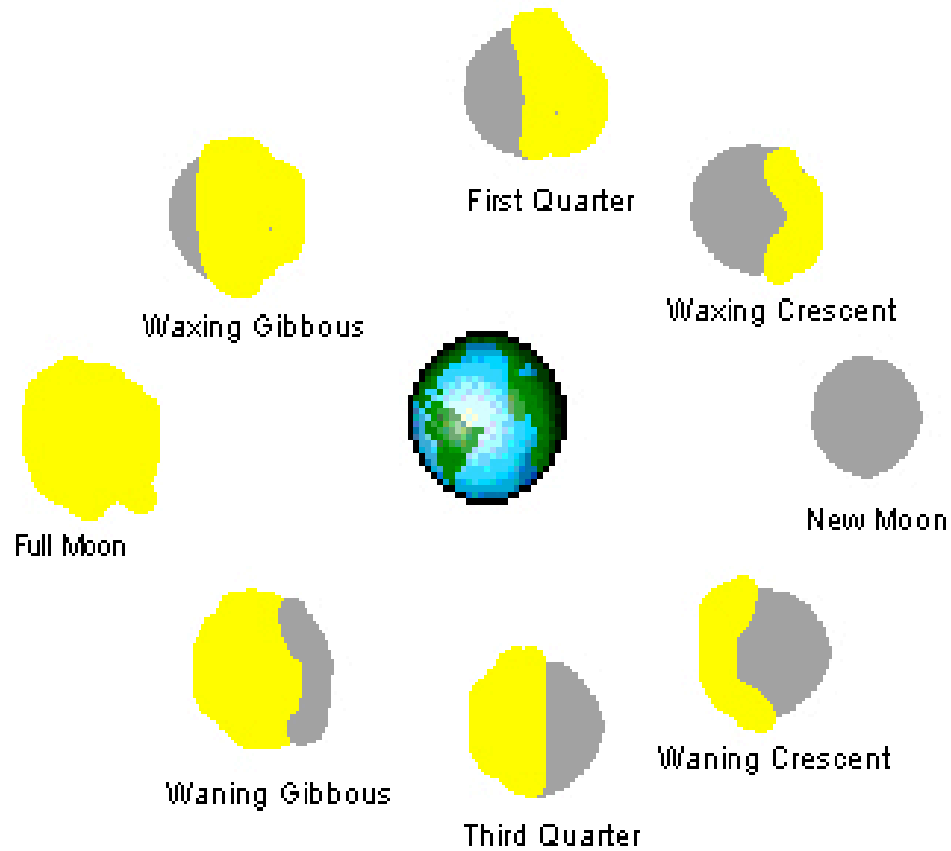 First Quarter
Waxing Crescent
Waxing Gibbous
New Moon
Full Moon
Waning Crescent
Waning Gibbous
Third Quarter